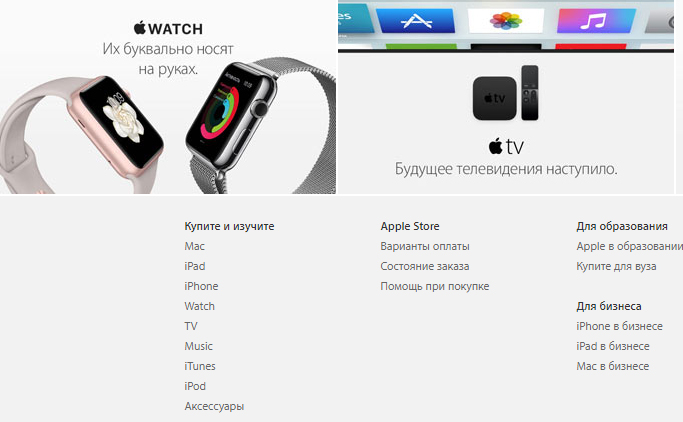 WATCH
Их буквально носят
на руках.
tv
tv
Будущее телевидения наступило.
Купите и изучите
Mac
iPad
iPhone
Watch
TV
Music
iTunes
iPod
Аксессуары
Apple Store
Варианты оплаты
Состояние заказа
Помощь при покупке
Для образования
Apple в образовании
Купите для вуза
Для бизнеса
iPhone в бизнесе
iPad в бизнесе
Mac в бизнесе